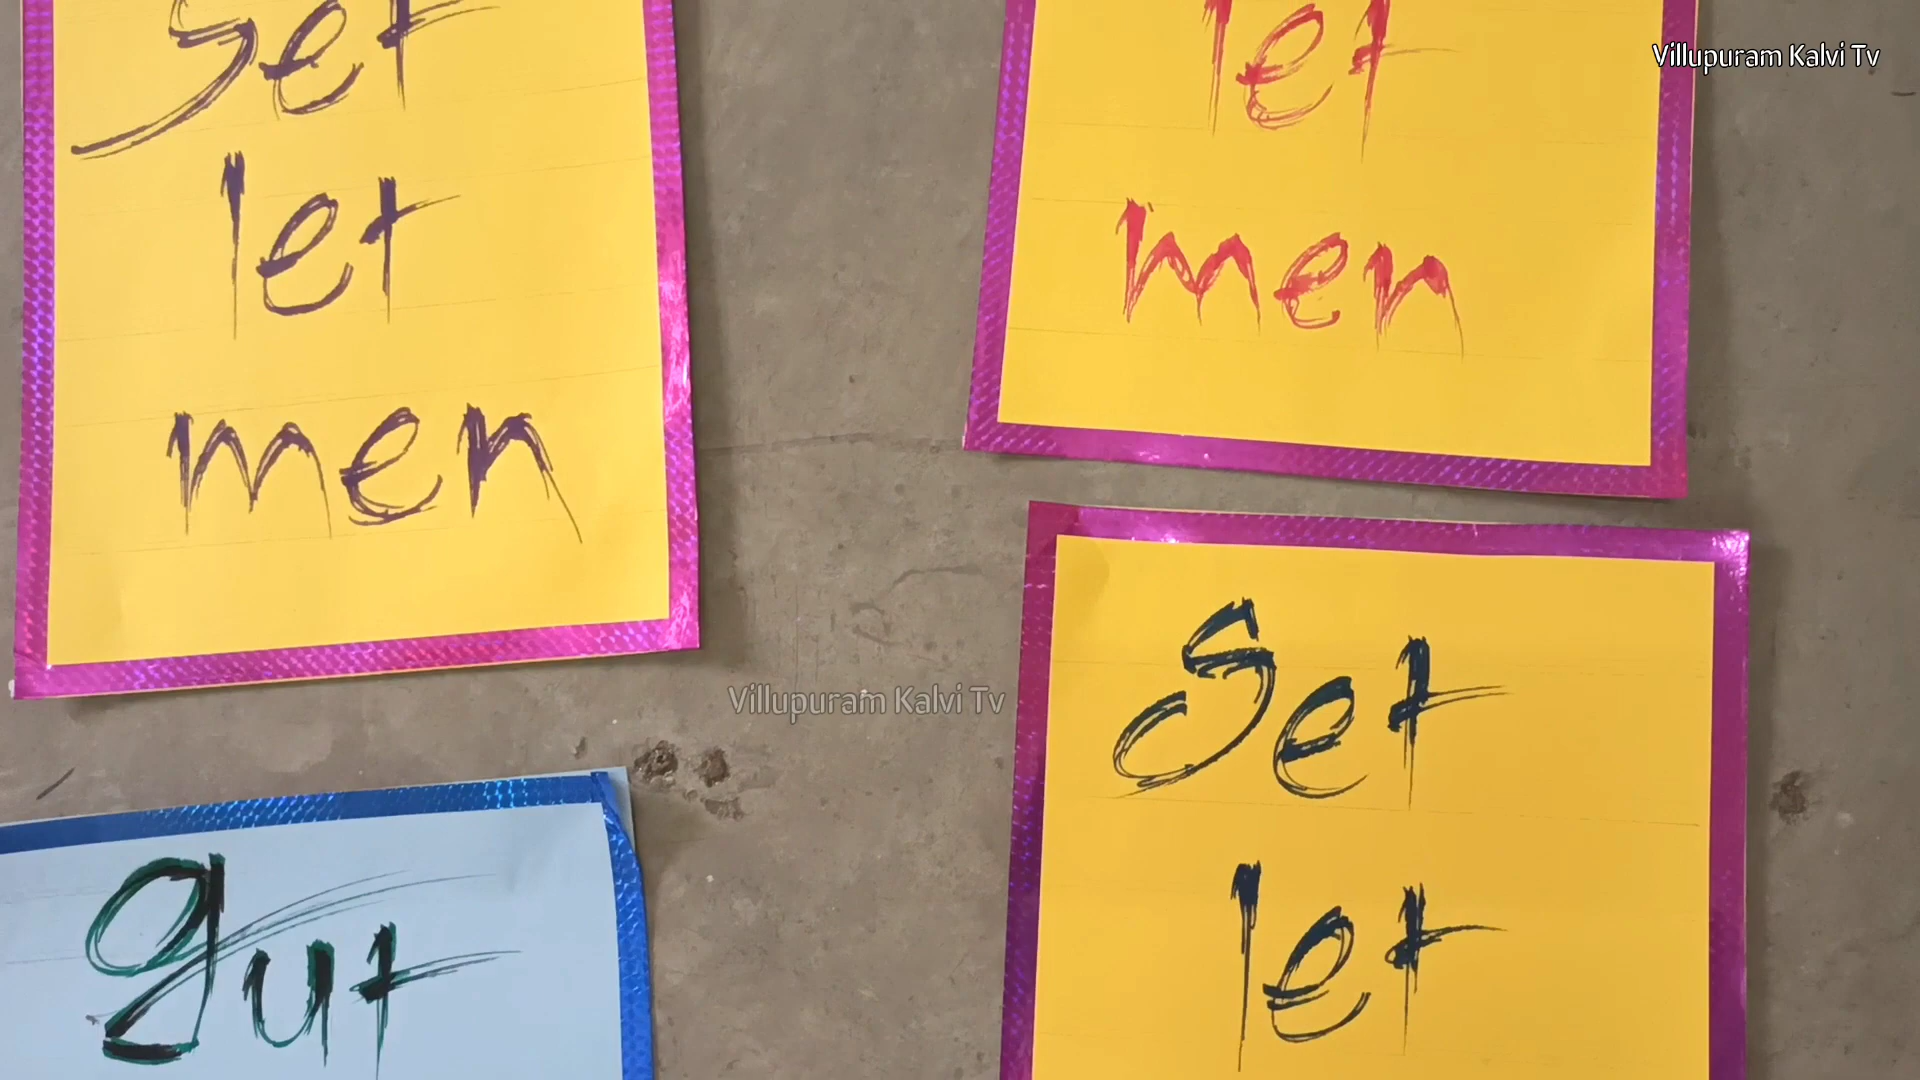 Set
let
men
let
men
Villupuram Kalvi Tv
Villupuram Kalvi Tv
gut
Set
let